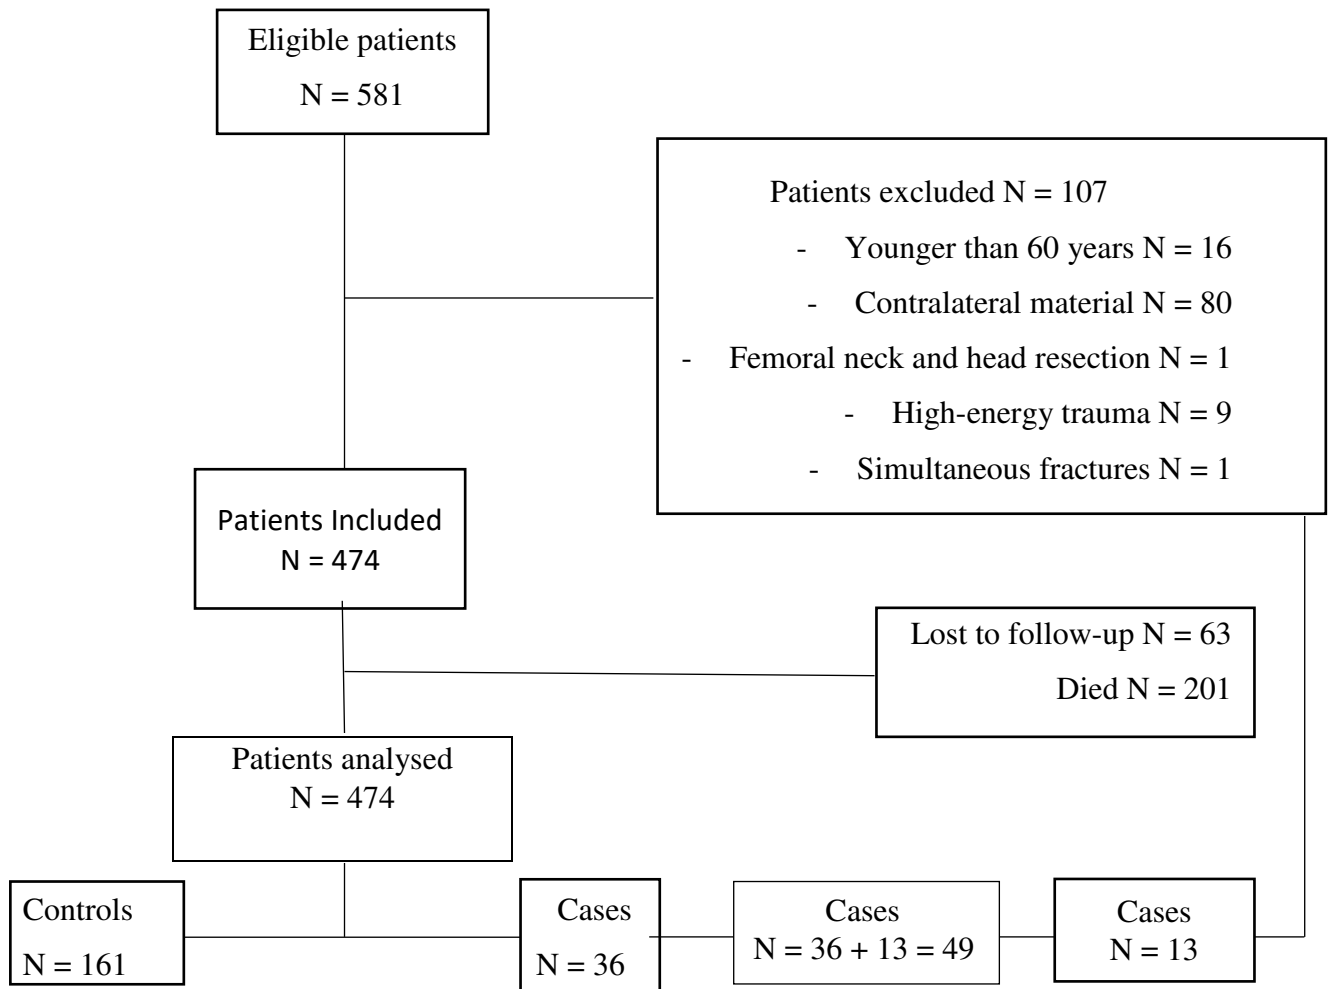 Eligible patients
N = 581
Patients excluded N = 107
- Younger than 60 years N = 16
- Contralateral material N = 80
- Femoral neck and head resection N = 1
- High-energy trauma N = 9
- Simultaneous fractures N = 1
Patients Included
N = 474
Lost to follow-up N = 63
Died N = 201
Patients analysed
N = 474
Controls
N = 161
Cases
N = 36
Cases
N = 36 + 13 = 49
Cases
N = 13